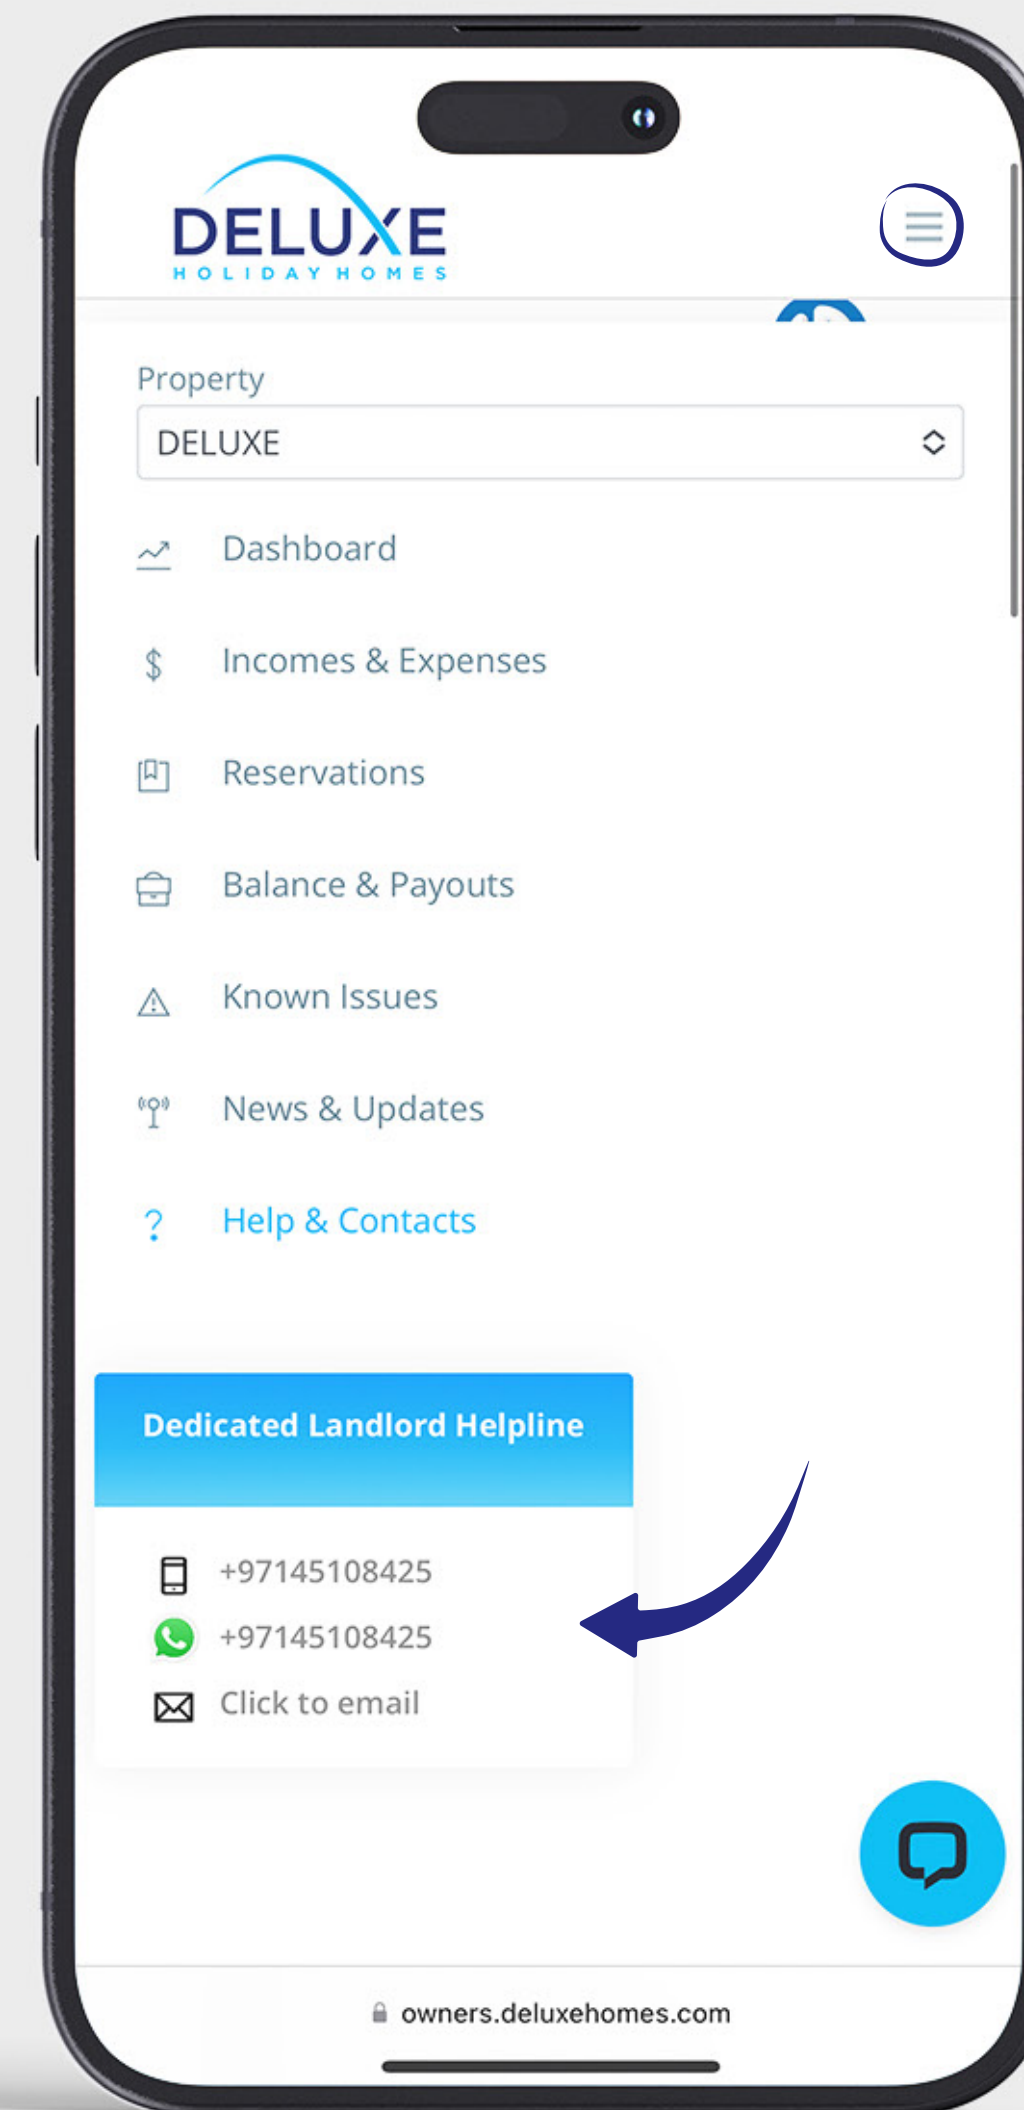 DELUXE
HOLIDAY HOMES
Property
DELUXE
Dashboard
Incomes & Expenses
Reservations
Balance & Payouts
Known Issues
News & Updates
Help & Contacts
Dedicated Landlord Helpline
+97145108425
+97145108425
Click to email
owners.deluxehomes.com